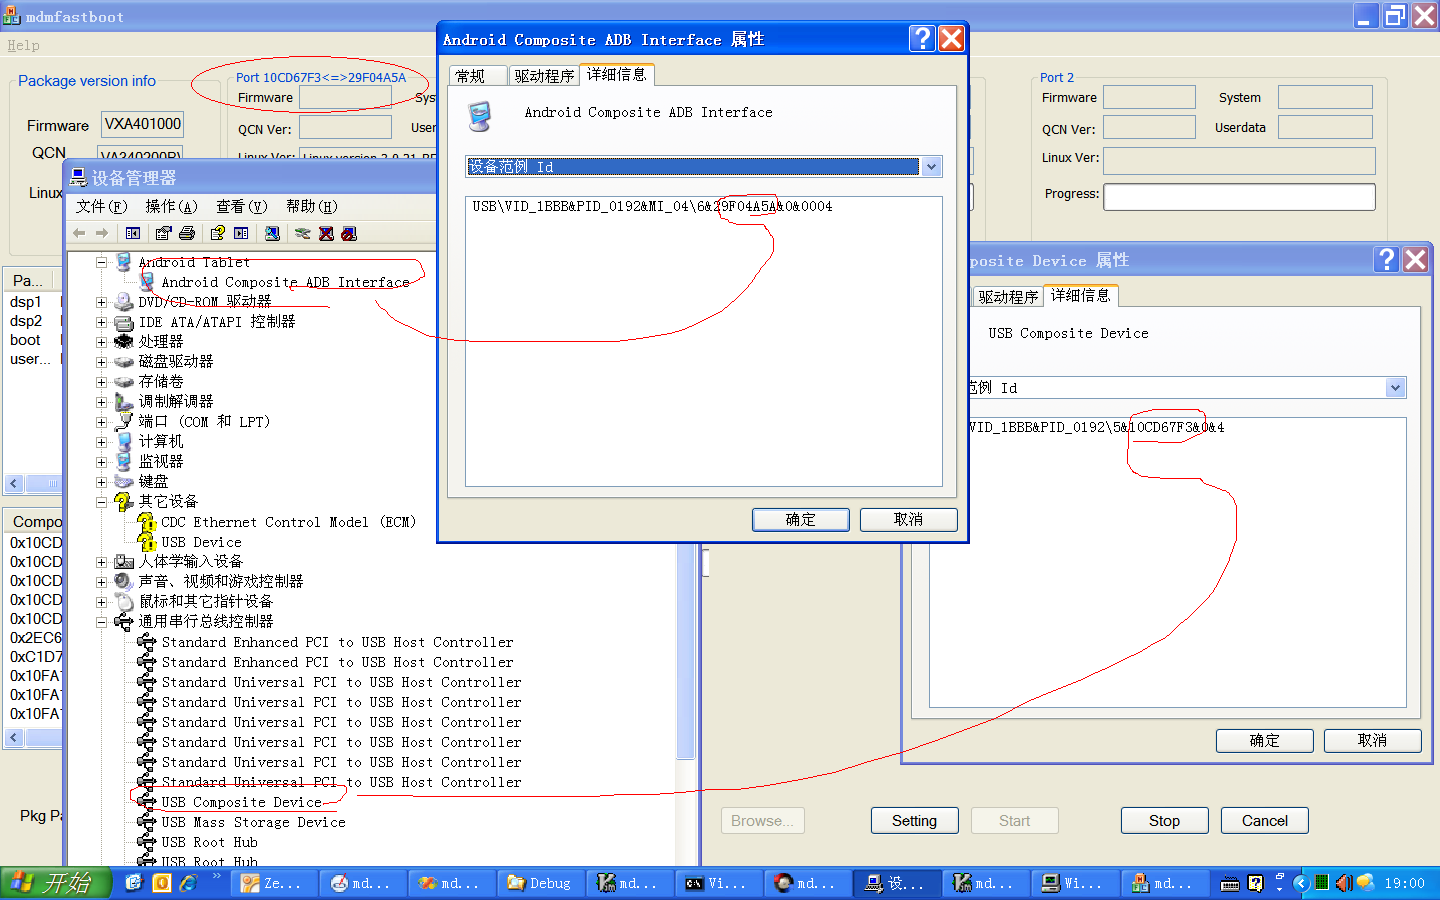 mdmfastboot
Help
Package version info
Firmware VXA401000
QCN
Linux
Port 10CD67F3<=>29F04A5A
Firmware
QCN Ver:
User
Port 2
Firmware System
QCN Ver: Userdata
Linux Ver:
Progress:
Pa...
dsp1
dsp2
boot
user...
Compo
0x10CD
0x10CD
0x10CD
0x10CD
0x10CD
0x2EC6
0xC1D7
0x10FA
0x10FA
0x10FA
Pkg Pa
设备管理器
文件(F) 操作(A) 查看(V) 帮助(H)
Android Tablet
Android Composite ADB Interface
DVD/CD-ROM 驱动器
IDE ATA/ATAPI 控制器
处理器
磁盘驱动器
存储卷
调制解调器
端口 (COM 和 LPT)
计算机
监视器
键盘
其它设备
CDC Ethernet Control Model (ECM)
USB Device
人体学输入设备
声音、视频和游戏控制器
鼠标和其它指针设备
通用串行总线控制器
Standard Enhanced PCI to USB Host Controller
Standard Enhanced PCI to USB Host Controller
Standard Universal PCI to USB Host Controller
Standard Universal PCI to USB Host Controller
Standard Universal PCI to USB Host Controller
Standard Universal PCI to USB Host Controller
Standard Universal PCI to USB Host Controller
Standard Universal PCI to USB Host Controller
USB Composite Device
USB Mass Storage Device
USB Root Hub
USB Root Hub
Android Composite ADB Interface 属性
常规 驱动程序 详细信息
Android Composite ADB Interface
设备范例 Id
USB\VID_1BBB&PID_0192&MI_04\6&29F04A5A&0&0004
确定 取消
posite Device 属性
驱动程序 详细信息
USB Composite Device
范例 Id
VID_1BBB&PID_0192\5&10CD67F3&0&4
确定 取消
Browse... Setting Start Stop Cancel
开始 Ze... md... md... Debug md... Vi... md... 设... md... Wi... md... 19:00